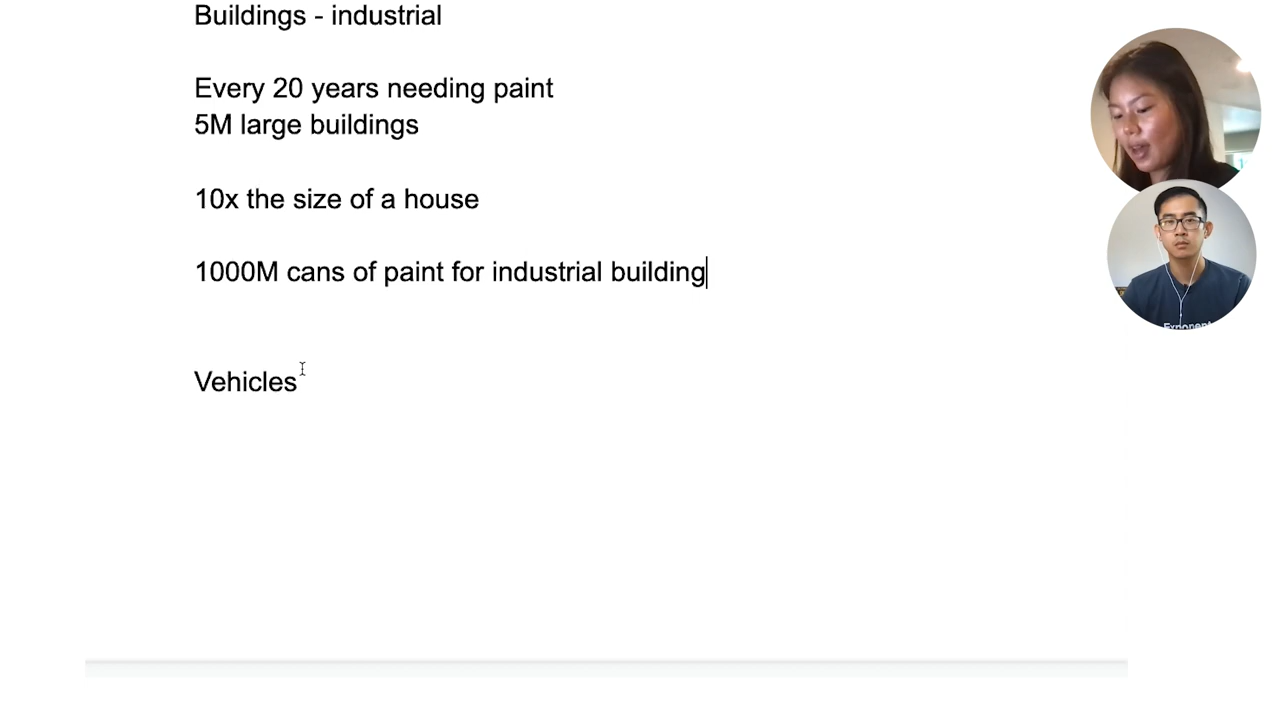 Buildings - industrial
Every 20 years needing paint
5M large buildings
10x the size of a house
1000M cans of paint for industrial building
Vehicles
Exponent